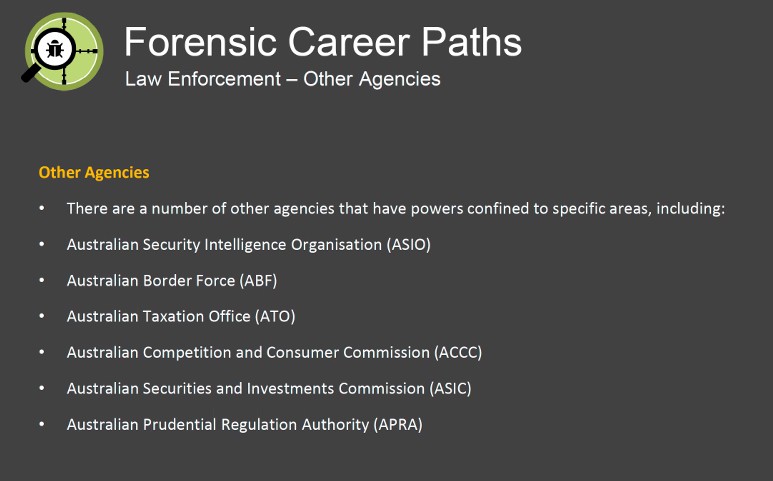 Forensic Career Paths
Law Enforcement – Other Agencies
Other Agencies
• There are a number of other agencies that have powers confined to specific areas, including:
• Australian Security Intelligence Organisation (ASIO)
• Australian Border Force (ABF)
• Australian Taxation Office (ATO)
• Australian Competition and Consumer Commission (ACCC)
• Australian Securities and Investments Commission (ASIC)
• Australian Prudential Regulation Authority (APRA)